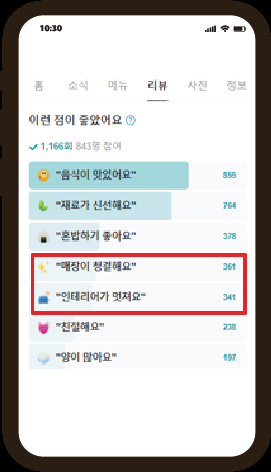 10:30
홈 소식 메뉴 리뷰 사진 정보
이런 점이 좋았어요 ?
1,166회 843명 참여
"음식이 맛있어요" 856
"재료가 신선해요" 764
"혼밥하기 좋아요" 378
"매장이 청결해요" 361
"인테리어가 멋져요" 341
"친절해요" 238
"양이 많아요" 197